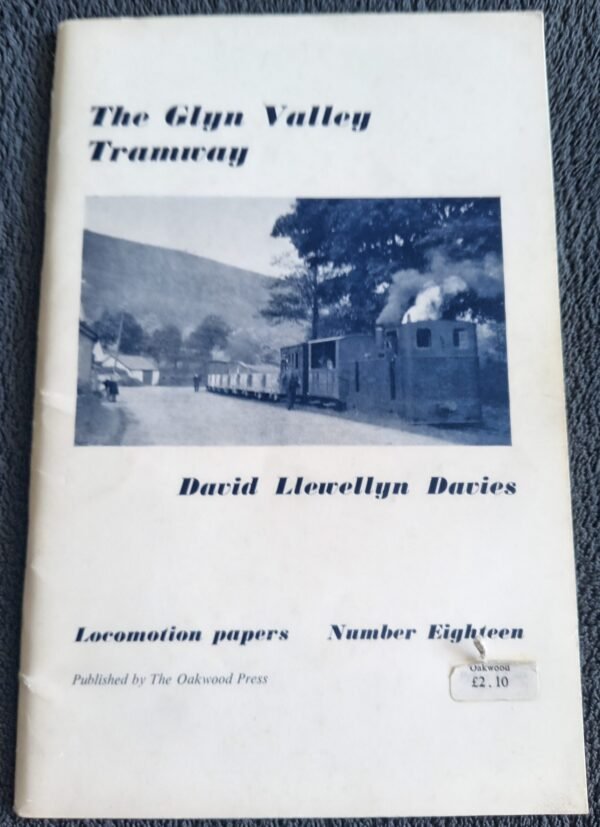 The Glyn Valley
Tramway
David Llewellyn Davies
Locomotion papers Number Eighteen
Published by The Oakwood Press
Oakwood
£2.10